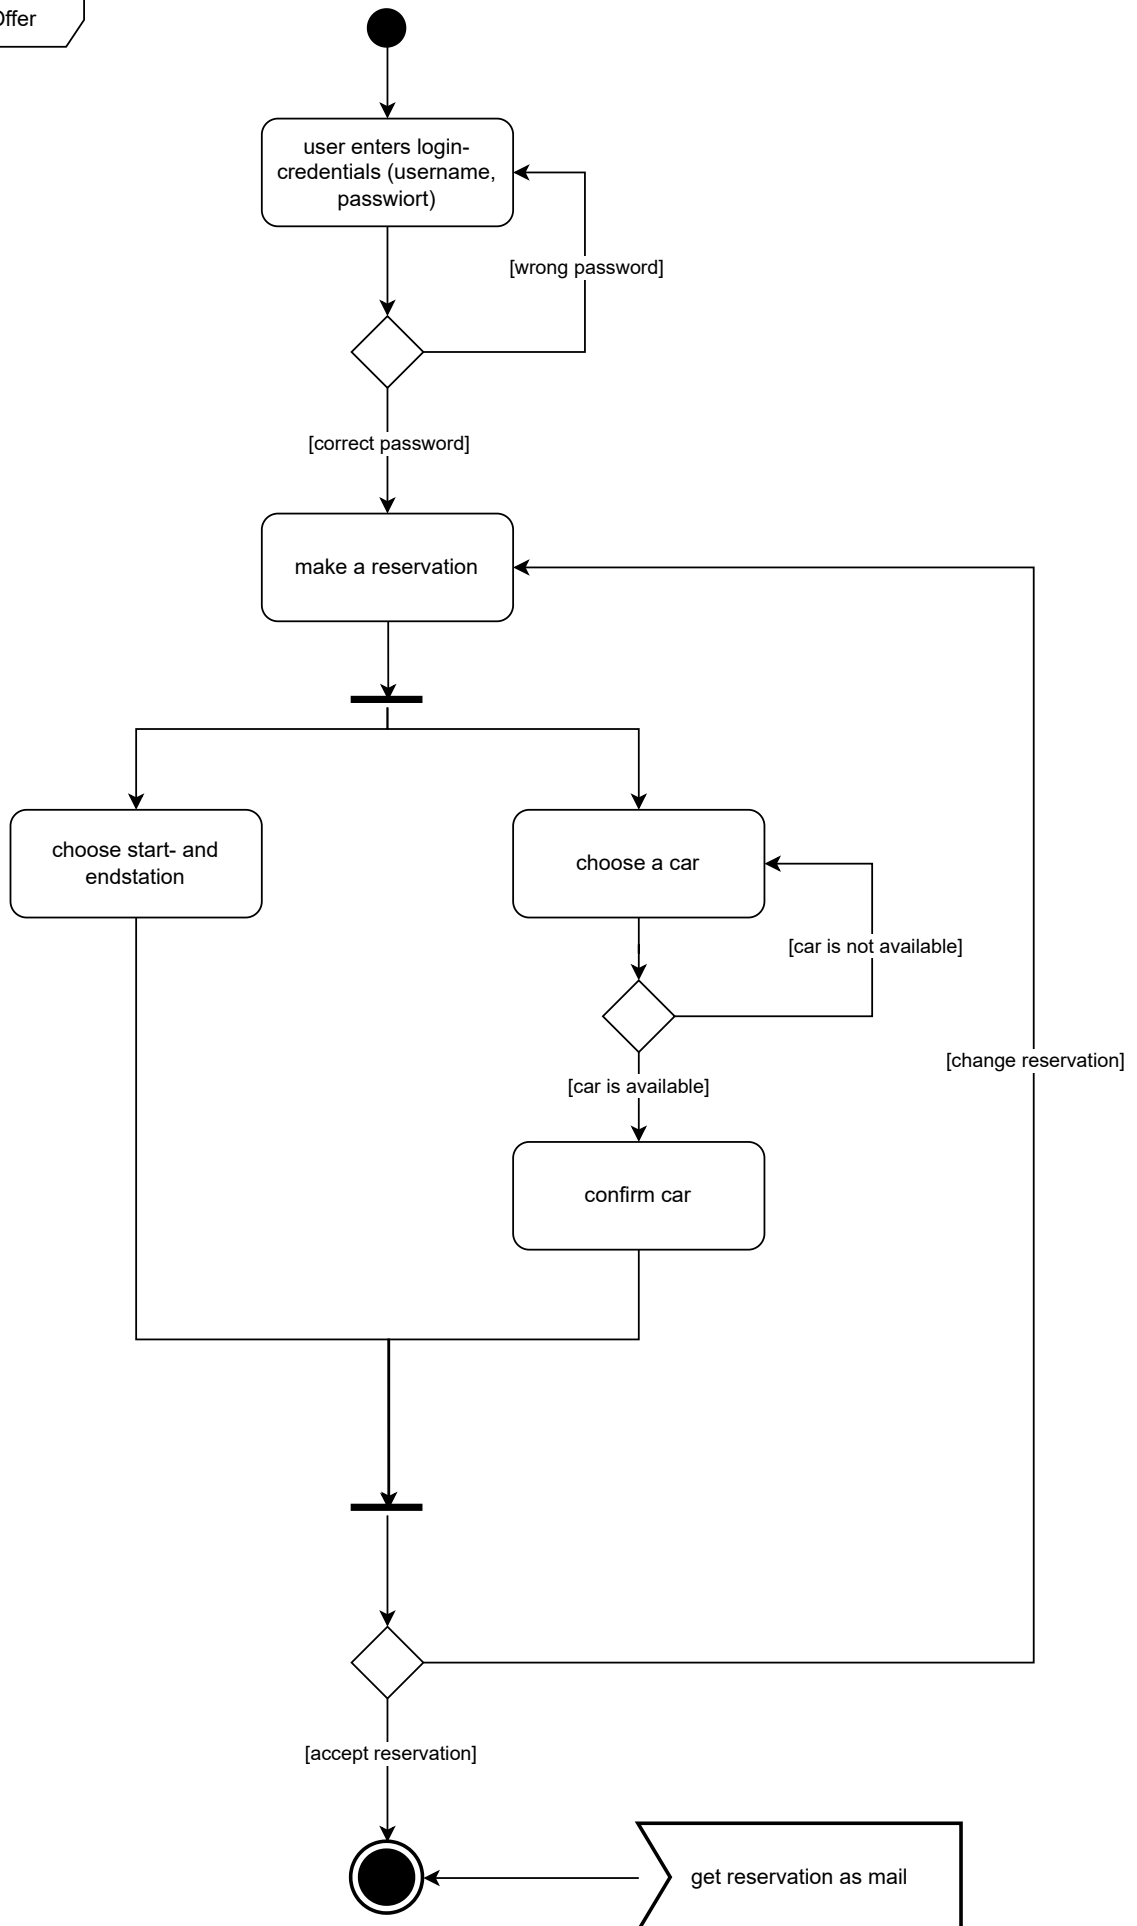 Offer
user enters login-
credentials (username,
passwiort)
[wrong password]
[correct password]
make a reservation
choose start- and
endstation
choose a car
[car is not available]
[change reservation]
[car is available]
confirm car
[accept reservation]
get reservation as mail